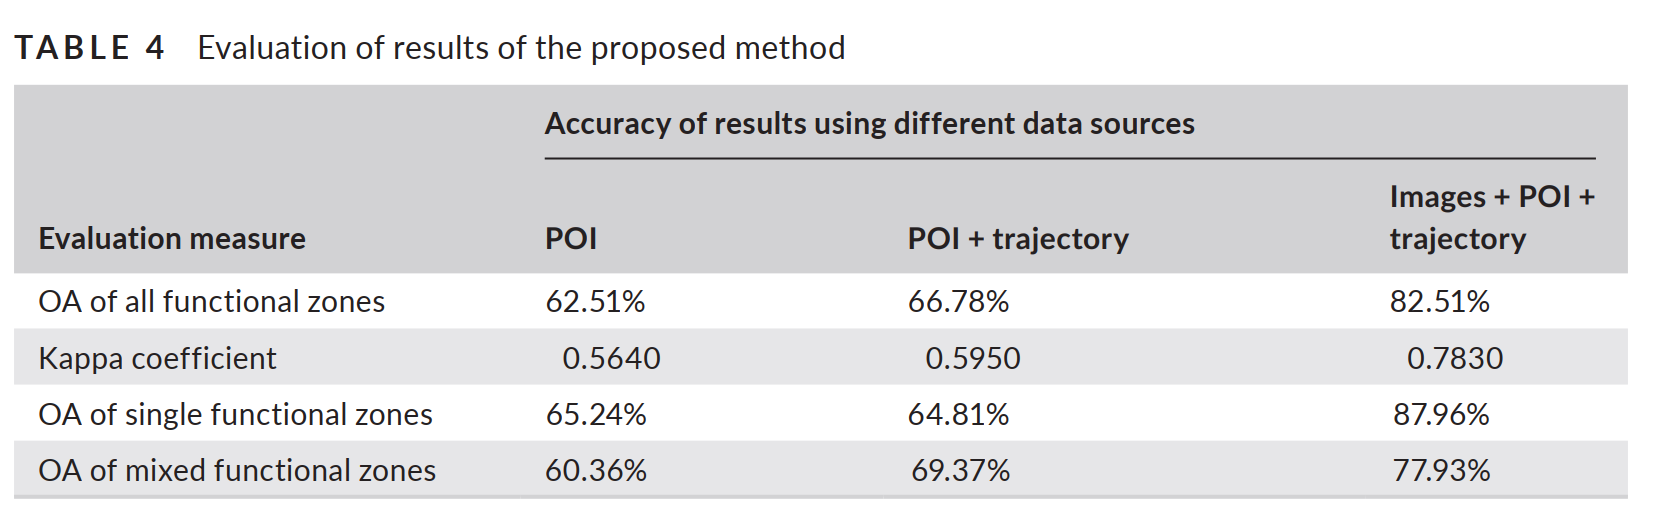 TABLE 4 Evaluation of results of the proposed method
Accuracy of results using different data sources
Evaluation measure POI POI + trajectory Images + POI + trajectory
OA of all functional zones 62.51% 66.78% 82.51%
Kappa coefficient 0.5640 0.5950 0.7830
OA of single functional zones 65.24% 64.81% 87.96%
OA of mixed functional zones 60.36% 69.37% 77.93%